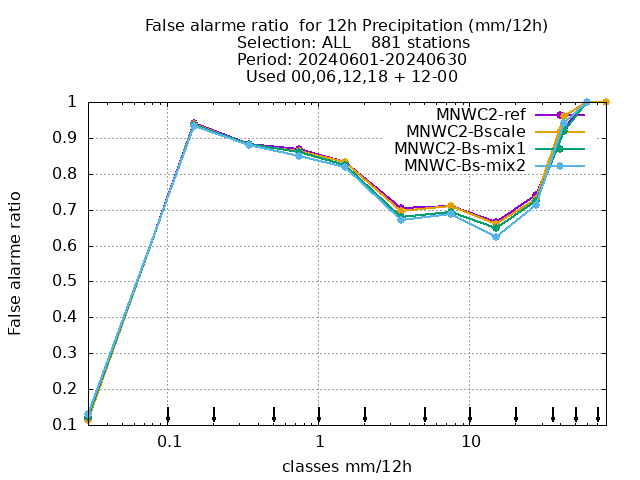 False alarme ratio  for 12h Precipitation (mm/12h)
Selection: ALL    881 stations
Period: 20240601-20240630
Used 00,06,12,18 + 12-00
MNWC2-ref
MNWC2-Bscale
MNWC2-Bs-mix1
MNWC-Bs-mix2
False alarme ratio
1
0.9
0.8
0.7
0.6
0.5
0.4
0.3
0.2
0.1
0.1
1
10
classes mm/12h